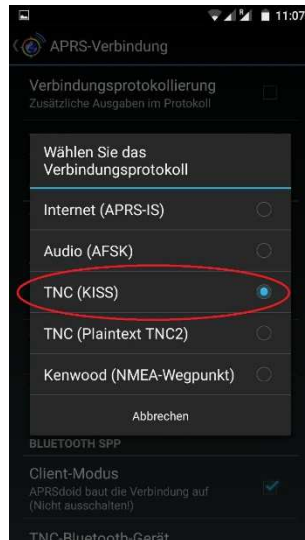 11:07
APRS-Verbindung
Verbindungsprotokollierung
Zusätzliche Ausgaben im Protokoll
Wählen Sie das
Verbindungsprotokoll
Internet (APRS-IS)
Audio (AFSK)
TNC (KISS)
TNC (Plaintext TNC2)
Kenwood (NMEA-Wegpunkt)
Abbrechen
BLUETOOTH SPP
Client-Modus
APRSdoid baut die Verbindung auf
(Nicht ausschalten!)
TNC-Bluetooth-Gerät